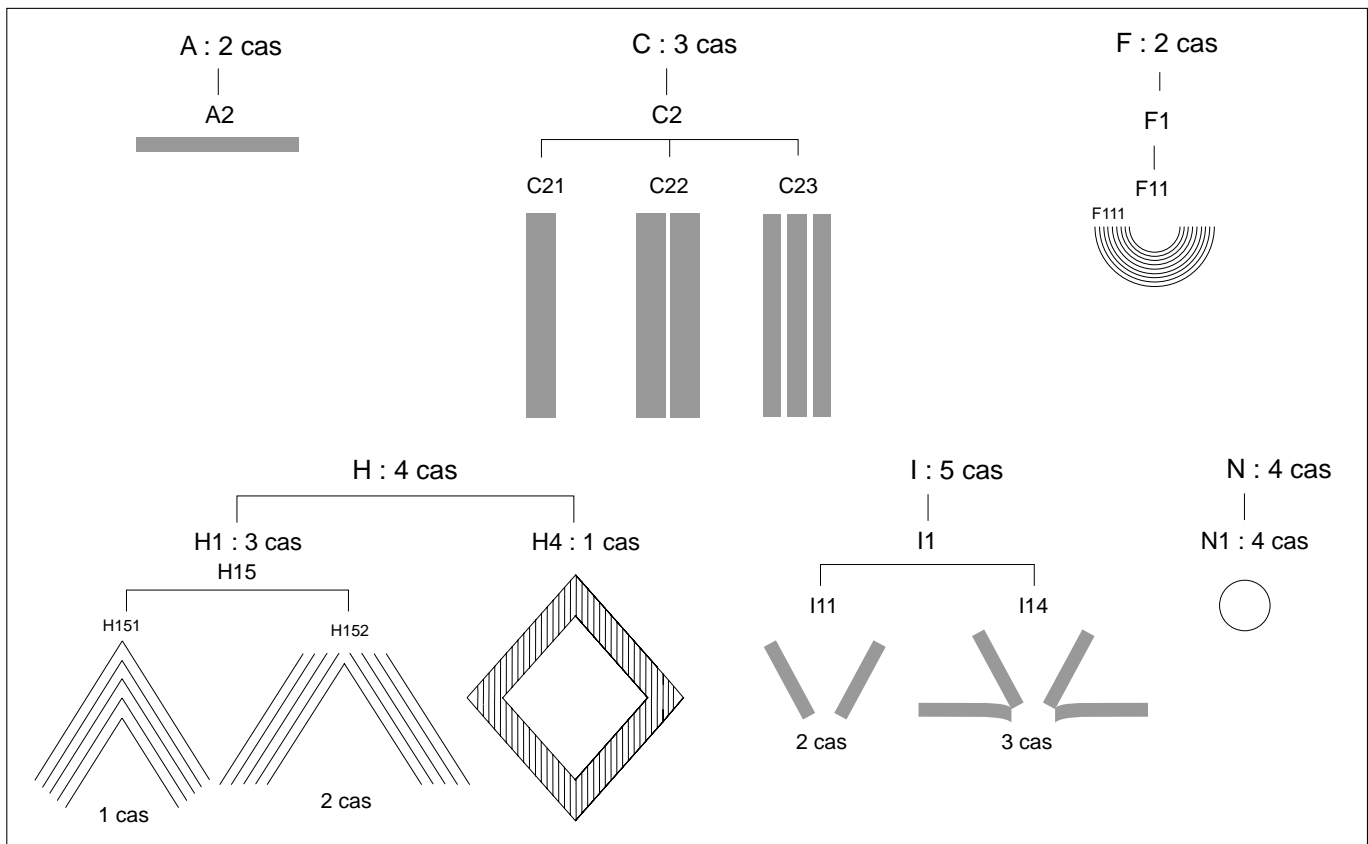 A : 2 cas
C : 3 cas
F : 2 cas
A2
C2
F1
C21
C22
C23
F11
F111
H : 4 cas
I : 5 cas
N : 4 cas
H1 : 3 cas
H4 : 1 cas
I1
N1 : 4 cas
H15
I11
I14
H151
H152
2 cas
3 cas
1 cas
2 cas